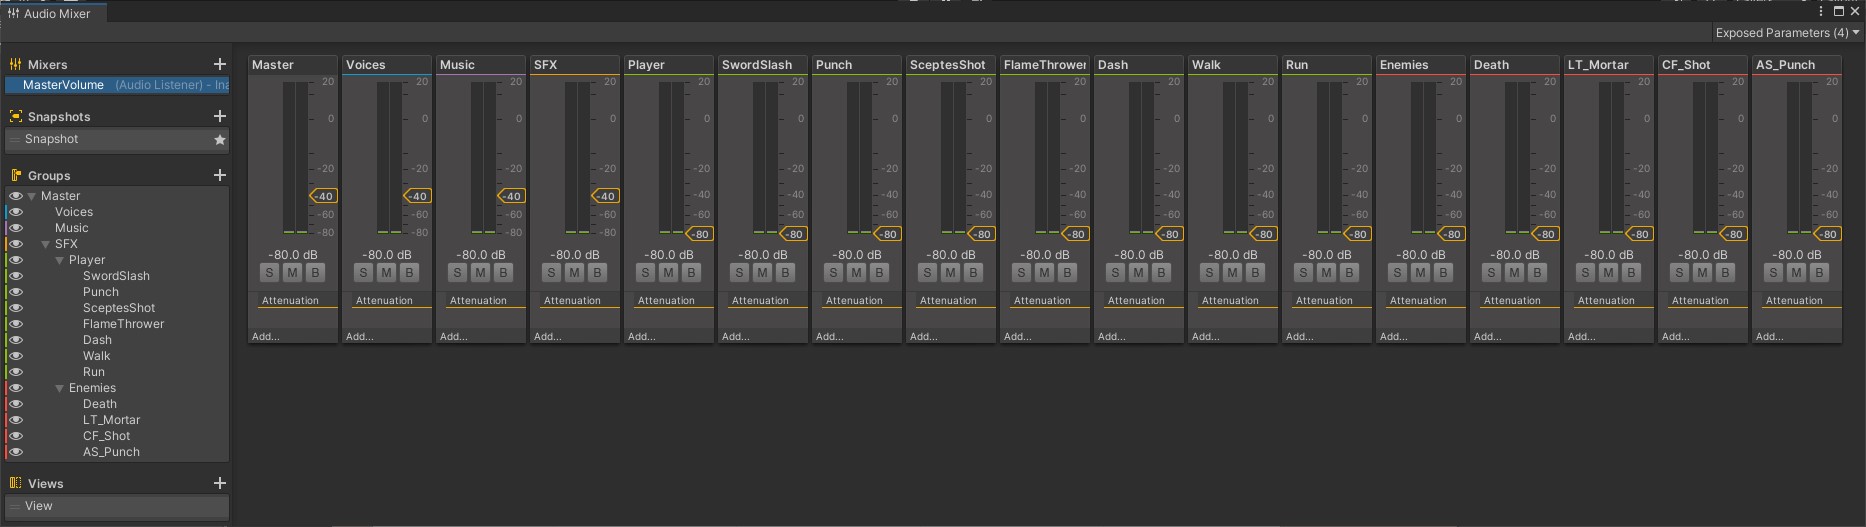 Audio Mixer
Exposed Parameters (4)
Mixers
MasterVolume (Audio Listener) - Ina
Snapshots
Snapshot
Groups
Master
Voices
Music
SFX
Player
SwordSlash
Punch
SceptesShot
FlameThrower
Dash
Walk
Run
Enemies
Death
LT_Mortar
CF_Shot
AS_Punch
Views
View
Master Voices Music SFX Player SwordSlash Punch SceptesShot FlameThrower Dash Walk Run Enemies Death LT_Mortar CF_Shot AS_Punch
20 20 20 20 20 20 20 20 20 20 20 20 20 20 20 20 20
0 0 0 0 0 0 0 0 0 0 0 0 0 0 0 0 0
-20 -20 -20 -20 -20 -20 -20 -20 -20 -20 -20 -20 -20 -20 -20 -20 -20
-40 -40 -40 -40 -40 -40 -40 -40 -40 -40 -40 -40 -40 -40 -40 -40 -40
-60 -60 -60 -60 -60 -60 -60 -60 -60 -60 -60 -60 -60 -60 -60 -60 -60
-80 -80 -80 -80 -80 -80 -80 -80 -80 -80 -80 -80 -80 -80 -80 -80 -80
-80.0 dB -80.0 dB -80.0 dB -80.0 dB -80.0 dB -80.0 dB -80.0 dB -80.0 dB -80.0 dB -80.0 dB -80.0 dB -80.0 dB -80.0 dB -80.0 dB -80.0 dB -80.0 dB -80.0 dB
S M B S M B S M B S M B S M B S M B S M B S M B S M B S M B S M B S M B S M B S M B S M B S M B S M B
Attenuation Attenuation Attenuation Attenuation Attenuation Attenuation Attenuation Attenuation Attenuation Attenuation Attenuation Attenuation Attenuation Attenuation Attenuation Attenuation Attenuation
Add... Add... Add... Add... Add... Add... Add... Add... Add... Add... Add... Add... Add... Add... Add... Add... Add...